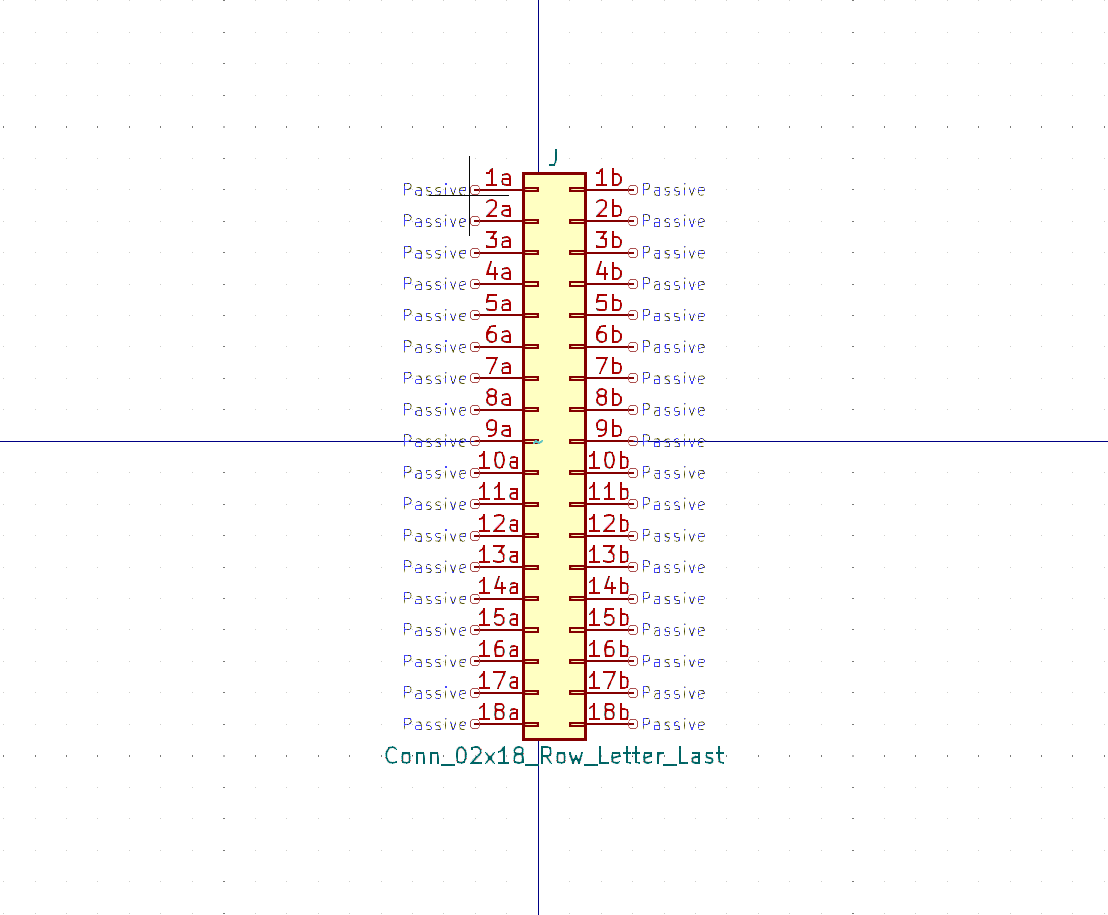 J
Passive 1a 1b Passive
Passive 2a 2b Passive
Passive 3a 3b Passive
Passive 4a 4b Passive
Passive 5a 5b Passive
Passive 6a 6b Passive
Passive 7a 7b Passive
Passive 8a 8b Passive
Passive 9a 9b Passive
Passive 10a 10b Passive
Passive 11a 11b Passive
Passive 12a 12b Passive
Passive 13a 13b Passive
Passive 14a 14b Passive
Passive 15a 15b Passive
Passive 16a 16b Passive
Passive 17a 17b Passive
Passive 18a 18b Passive
Conn_02x18_Row_Letter_Last